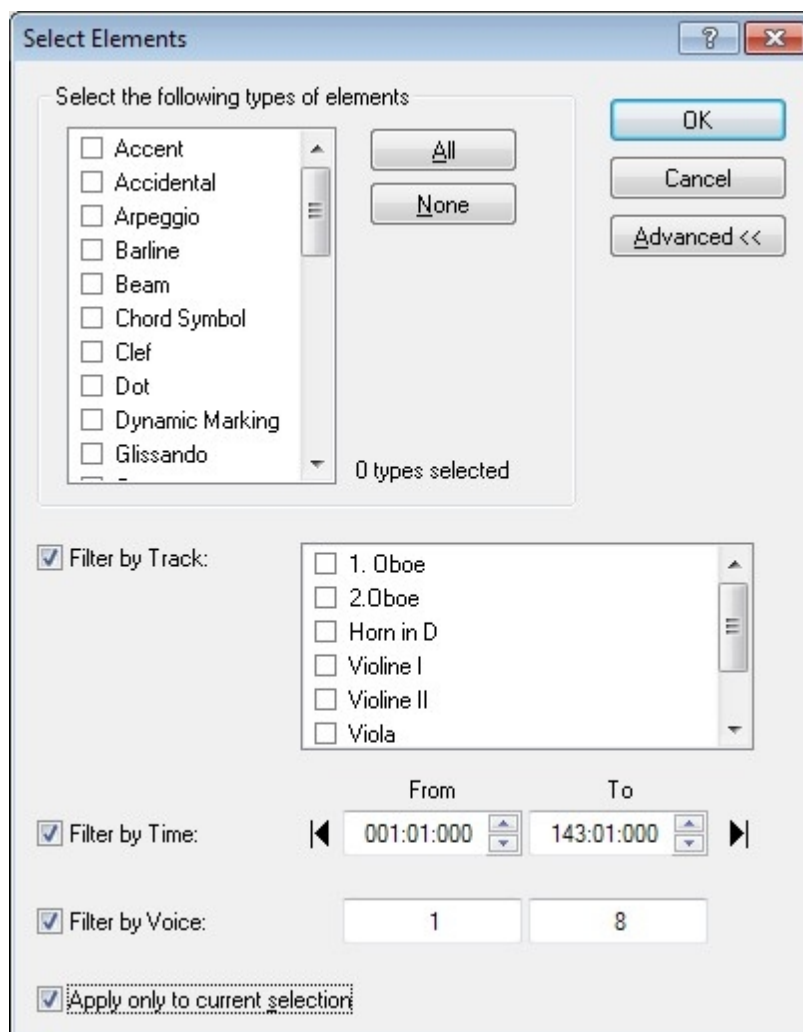 Select Elements
Select the following types of elements
Accent
Accidental
Arpeggio
Barline
Beam
Chord Symbol
Clef
Dot
Dynamic Marking
Glissando
All
None
0 types selected
OK
Cancel
Advanced <<
Filter by Track:
1. Oboe
2.Oboe
Horn in D
Violine I
Violine II
Viola
From To
Filter by Time: 001:01:000 143:01:000
Filter by Voice: 1 8
Apply only to current selection